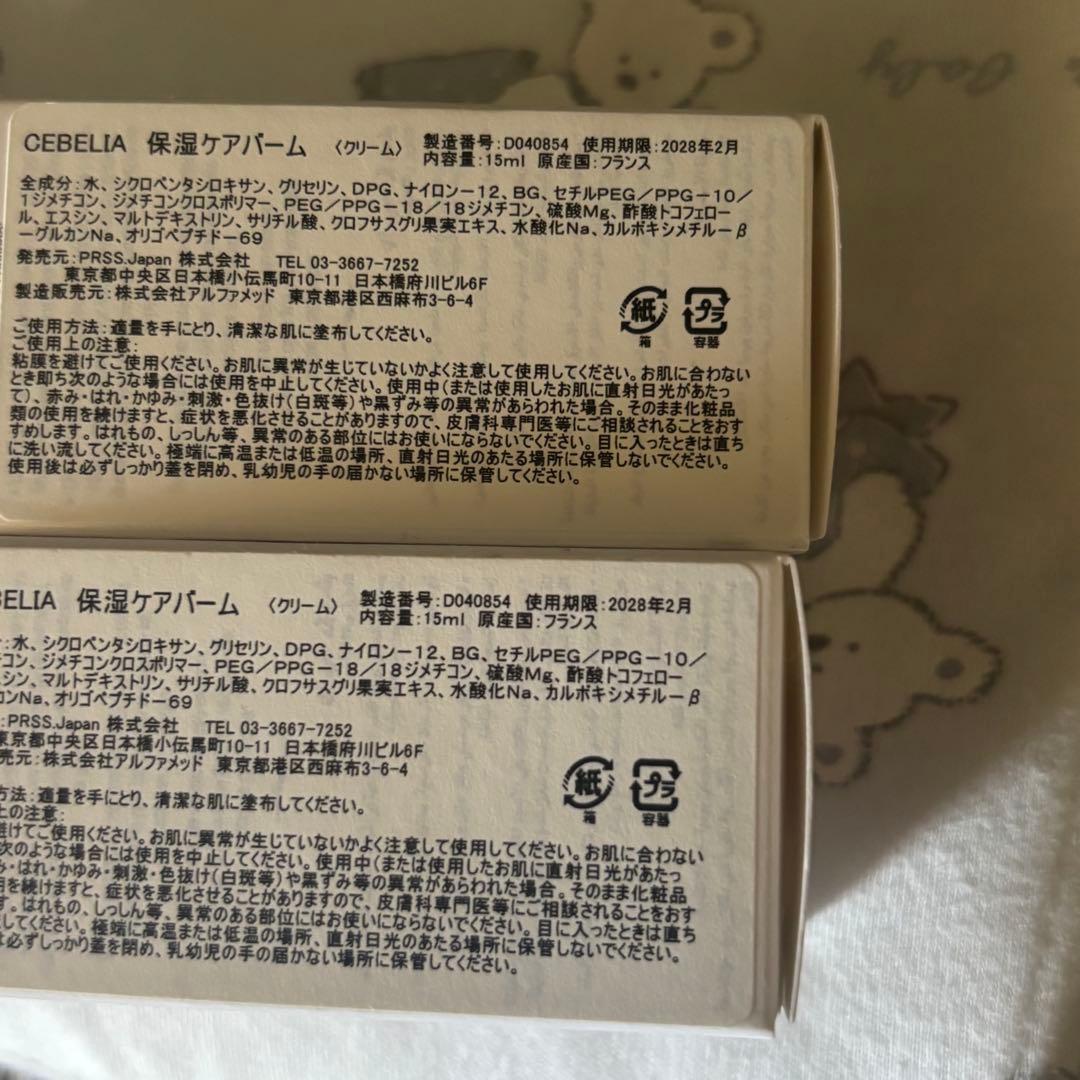 Baby
CEBELIA 保湿ケアバーム 〈クリーム〉 製造番号:D040854 使用期限:2028年2月
内容量:15ml 原産国:フランス
全成分:水、シクロペンタシロキサン、グリセリン、DPG、ナイロン－12、BG、セチルPEG／PPG－10／
1ジメチコン、ジメチコンクロスポリマー、PEG／PPG－18／18ジメチコン、硫酸Mg、酢酸トコフェロー
ル、エスシン、マルトデキストリン、サリチル酸、クロフサスグリ果実エキス、水酸化Na、カルボキシメチルーβ
ーグルカンNa、オリゴペプチドー69
発売元:PRSS.Japan 株式会社 TEL 03-3667-7252
東京都中央区日本橋小伝馬町10-11 日本橋府川ビル6F
製造販売元:株式会社アルファメッド 東京都港区西麻布3-6-4
紙 プラ
箱 容器
ご使用方法:適量を手にとり、清潔な肌に塗布してください。
ご使用上の注意:
粘膜を避けてご使用ください。お肌に異常が生じていないかよく注意して使用してください。お肌に合わない
とき即ち次のような場合には使用を中止してください。使用中(または使用したお肌に直射日光があたっ
て)、赤み・はれ・かゆみ・刺激・色抜け(白斑等)や黒ずみ等の異常があらわれた場合。そのまま化粧品
類の使用を続けますと、症状を悪化させることがありますので、皮膚科専門医等にご相談されることをおす
すめします。はれもの、しっしん等、異常のある部位にはお使いにならないでください。目に入ったときは直ち
に洗い流してください。極端に高温または低温の場所、直射日光のあたる場所に保管しないでください。
使用後は必ずしっかり蓋を閉め、乳幼児の手の届かない場所に保管してください。
BELIA 保湿ケアバーム 〈クリーム〉 製造番号:D040854 使用期限:2028年2月
内容量:15ml 原産国:フランス
:水、シクロペンタシロキサン、グリセリン、DPG、ナイロン－12、BG、セチルPEG／PPG－10／
コン、ジメチコンクロスポリマー、PEG／PPG－18／18ジメチコン、硫酸Mg、酢酸トコフェロー
シン、マルトデキストリン、サリチル酸、クロフサスグリ果実エキス、水酸化Na、カルボキシメチルーβ
カンNa、オリゴペプチドー69
:PRSS.Japan 株式会社 TEL 03-3667-7252
東京都中央区日本橋小伝馬町10-11 日本橋府川ビル6F
売元:株式会社アルファメッド 東京都港区西麻布3-6-4
紙 プラ
箱 容器
方法:適量を手にとり、清潔な肌に塗布してください。
上の注意:
避けてご使用ください。お肌に異常が生じていないかよく注意して使用してください。お肌に合わない
次のような場合には使用を中止してください。使用中(または使用したお肌に直射日光があたっ
み・はれ・かゆみ・刺激・色抜け(白斑等)や黒ずみ等の異常があらわれた場合。そのまま化粧品
用を続けますと、症状を悪化させることがありますので、皮膚科専門医等にご相談されることをおす
す。はれもの、しっしん等、異常のある部位にはお使いにならないでください。目に入ったときは直ち
してください。極端に高温または低温の場所、直射日光のあたる場所に保管しないでください。
は必ずしっかり蓋を閉め、乳幼児の手の届かない場所に保管してください。